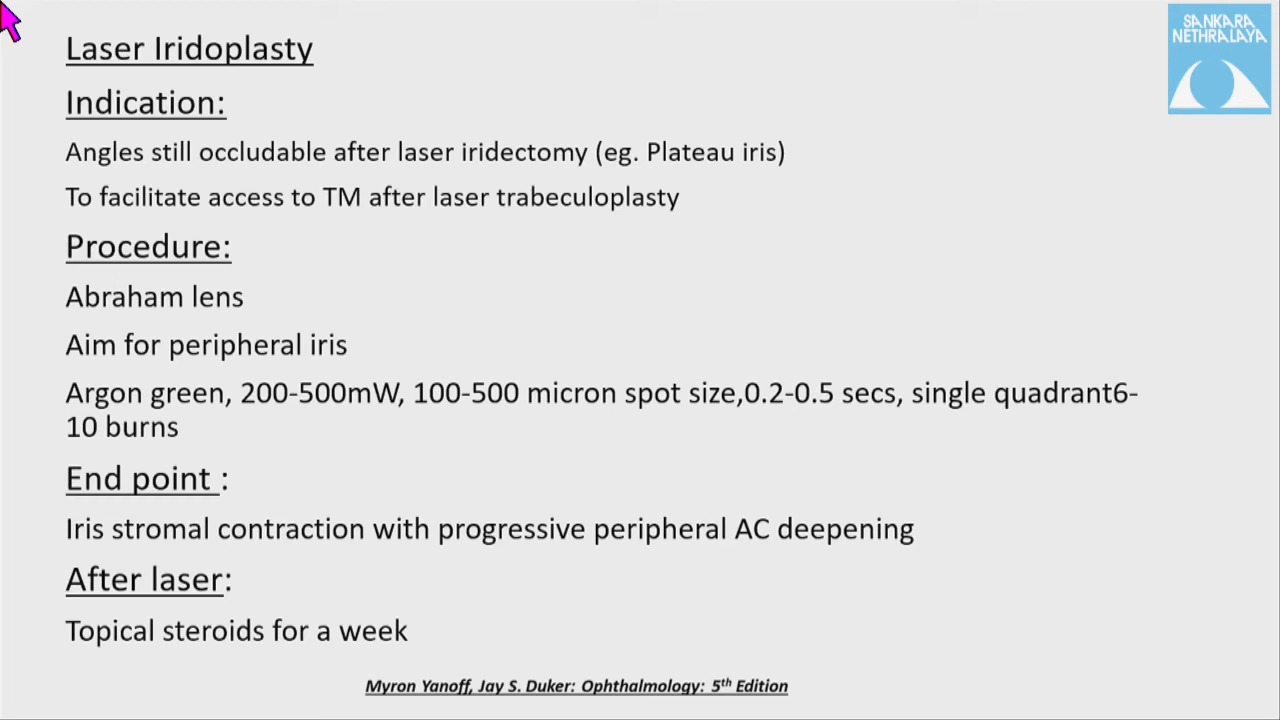 SANKARA
NETHRALAYA
Laser Iridoplasty
Indication:
Angles still occludable after laser iridectomy (eg. Plateau iris)
To facilitate access to TM after laser trabeculoplasty
Procedure:
Abraham lens
Aim for peripheral iris
Argon green, 200-500mW, 100-500 micron spot size,0.2-0.5 secs, single quadrant6-
10 burns
End point :
Iris stromal contraction with progressive peripheral AC deepening
After laser:
Topical steroids for a week
Myron Yanoff, Jay S. Duker: Ophthalmology: 5th Edition